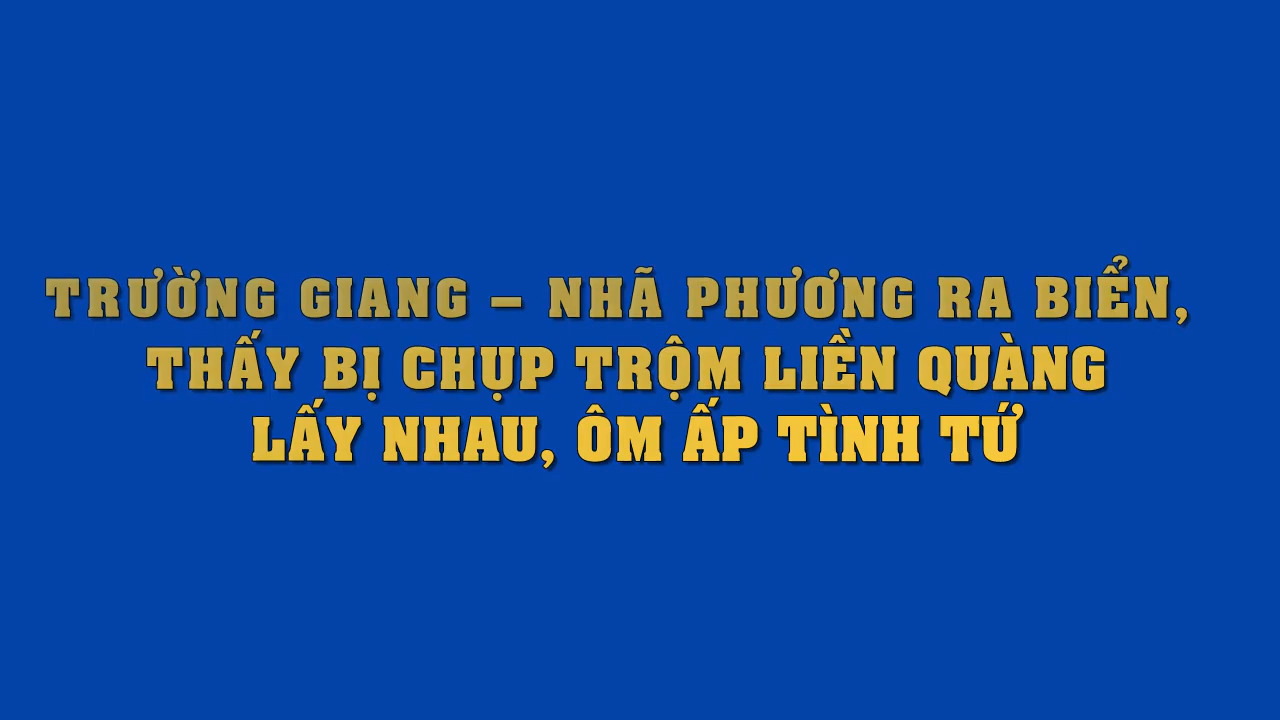 TRƯỜNG GIANG – NHÃ PHƯƠNG RA BIỂN,
THẤY BỊ CHỤP TRỘM LIỀN QUÀNG
LẤY NHAU, ÔM ẤP TÌNH TỨ